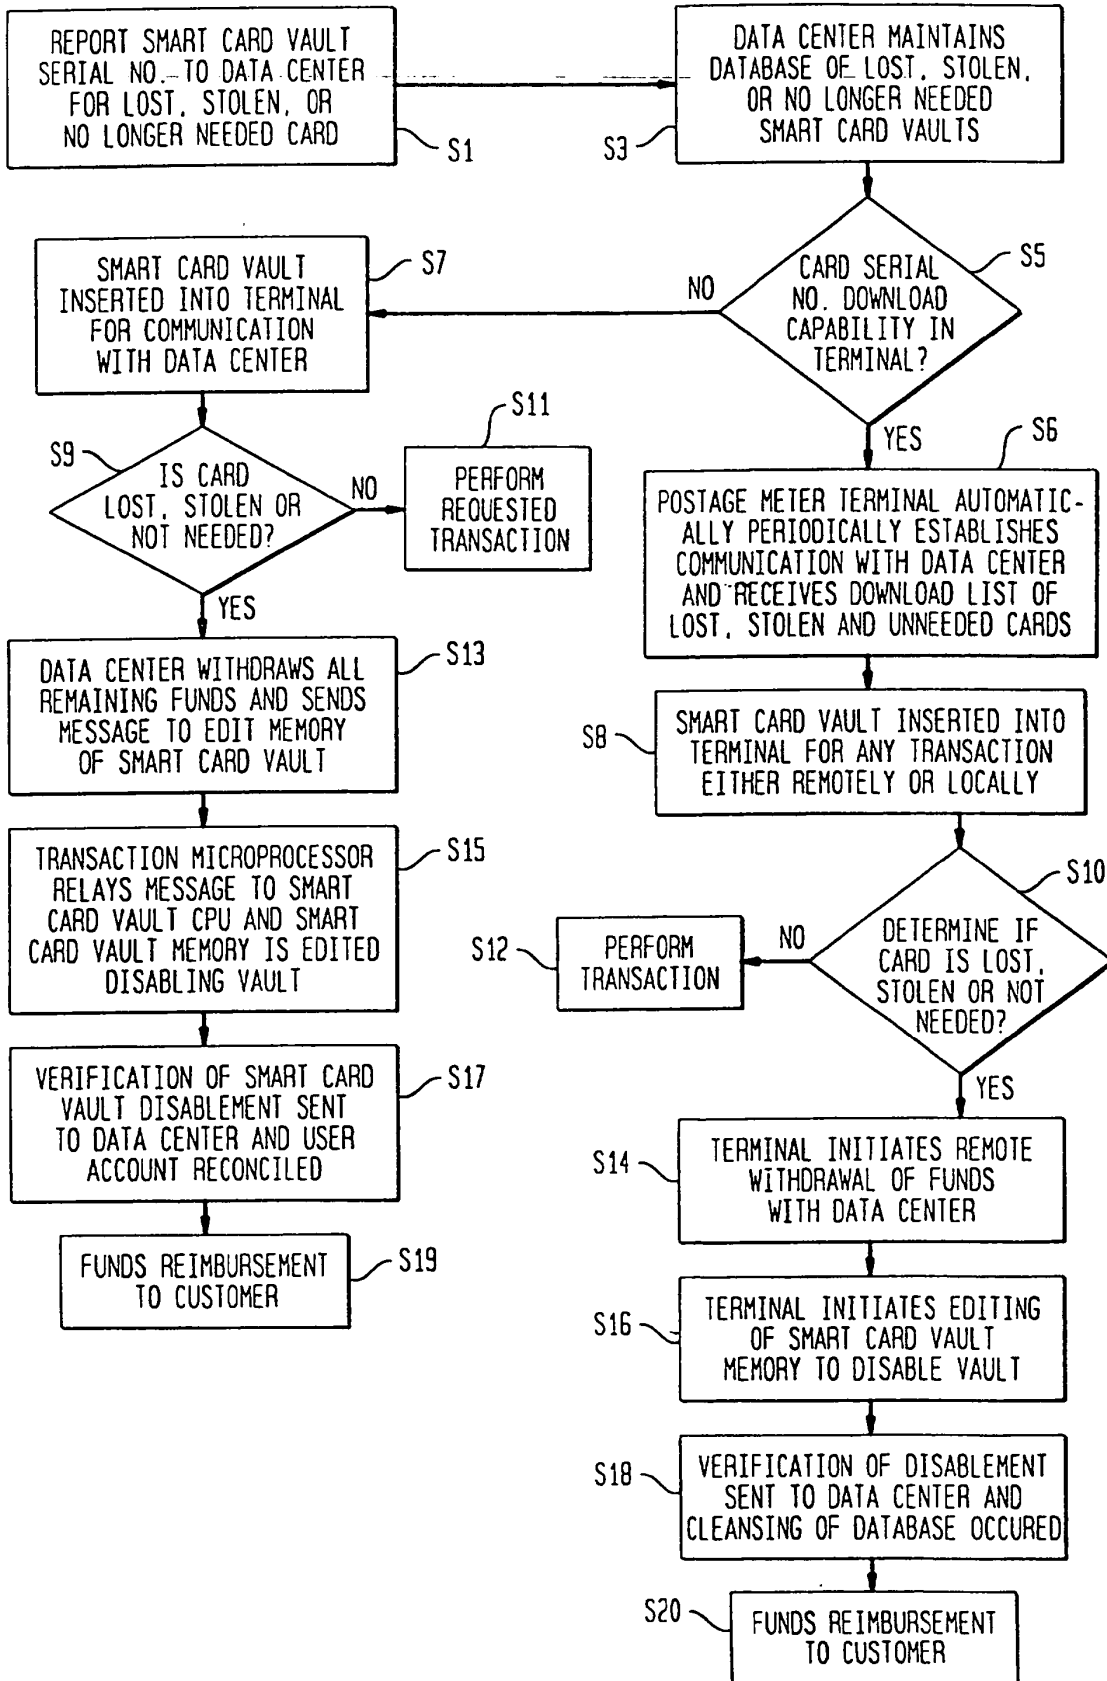 REPORT SMART CARD VAULT
SERIAL NO. TO DATA CENTER
FOR LOST, STOLEN, OR
NO LONGER NEEDED CARD
S1
DATA CENTER MAINTAINS
DATABASE OF LOST, STOLEN,
OR NO LONGER NEEDED
SMART CARD VAULTS
S3
CARD SERIAL
NO. DOWNLOAD
CAPABILITY IN
TERMINAL?
S5
NO
YES
SMART CARD VAULT
INSERTED INTO TERMINAL
FOR COMMUNICATION
WITH DATA CENTER
S7
IS CARD
LOST, STOLEN OR
NOT NEEDED?
S9
NO
YES
PERFORM
REQUESTED
TRANSACTION
S11
POSTAGE METER TERMINAL AUTOMATIC-
ALLY PERIODICALLY ESTABLISHES
COMMUNICATION WITH DATA CENTER
AND RECEIVES DOWNLOAD LIST OF
LOST, STOLEN AND UNNEEDED CARDS
S6
DATA CENTER WITHDRAWS ALL
REMAINING FUNDS AND SENDS
MESSAGE TO EDIT MEMORY
OF SMART CARD VAULT
S13
SMART CARD VAULT INSERTED INTO
TERMINAL FOR ANY TRANSACTION
EITHER REMOTELY OR LOCALLY
S8
TRANSACTION MICROPROCESSOR
RELAYS MESSAGE TO SMART
CARD VAULT CPU AND SMART
CARD VAULT MEMORY IS EDITED
DISABLING VAULT
S15
DETERMINE IF
CARD IS LOST,
STOLEN OR NOT
NEEDED?
S10
NO
YES
PERFORM
TRANSACTION
S12
VERIFICATION OF SMART CARD
VAULT DISABLEMENT SENT
TO DATA CENTER AND USER
ACCOUNT RECONCILED
S17
TERMINAL INITIATES REMOTE
WITHDRAWAL OF FUNDS
WITH DATA CENTER
S14
FUNDS REIMBURSEMENT
TO CUSTOMER
S19
TERMINAL INITIATES EDITING
OF SMART CARD VAULT
MEMORY TO DISABLE VAULT
S16
VERIFICATION OF DISABLEMENT
SENT TO DATA CENTER AND
CLEANSING OF DATABASE OCCURED
S18
FUNDS REIMBURSEMENT
TO CUSTOMER
S20